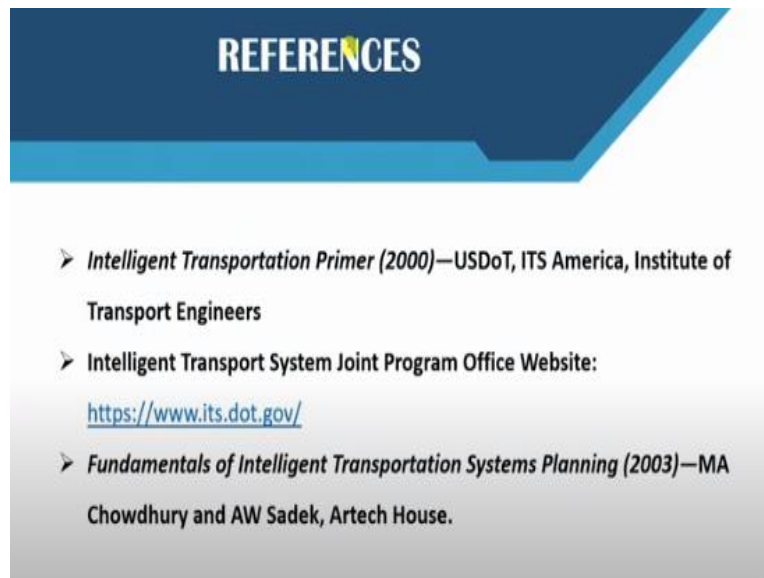 REFERENCES
➢ Intelligent Transportation Primer (2000)—USDoT, ITS America, Institute of
Transport Engineers
➢ Intelligent Transport System Joint Program Office Website:
https://www.its.dot.gov/
➢ Fundamentals of Intelligent Transportation Systems Planning (2003)—MA
Chowdhury and AW Sadek, Artech House.